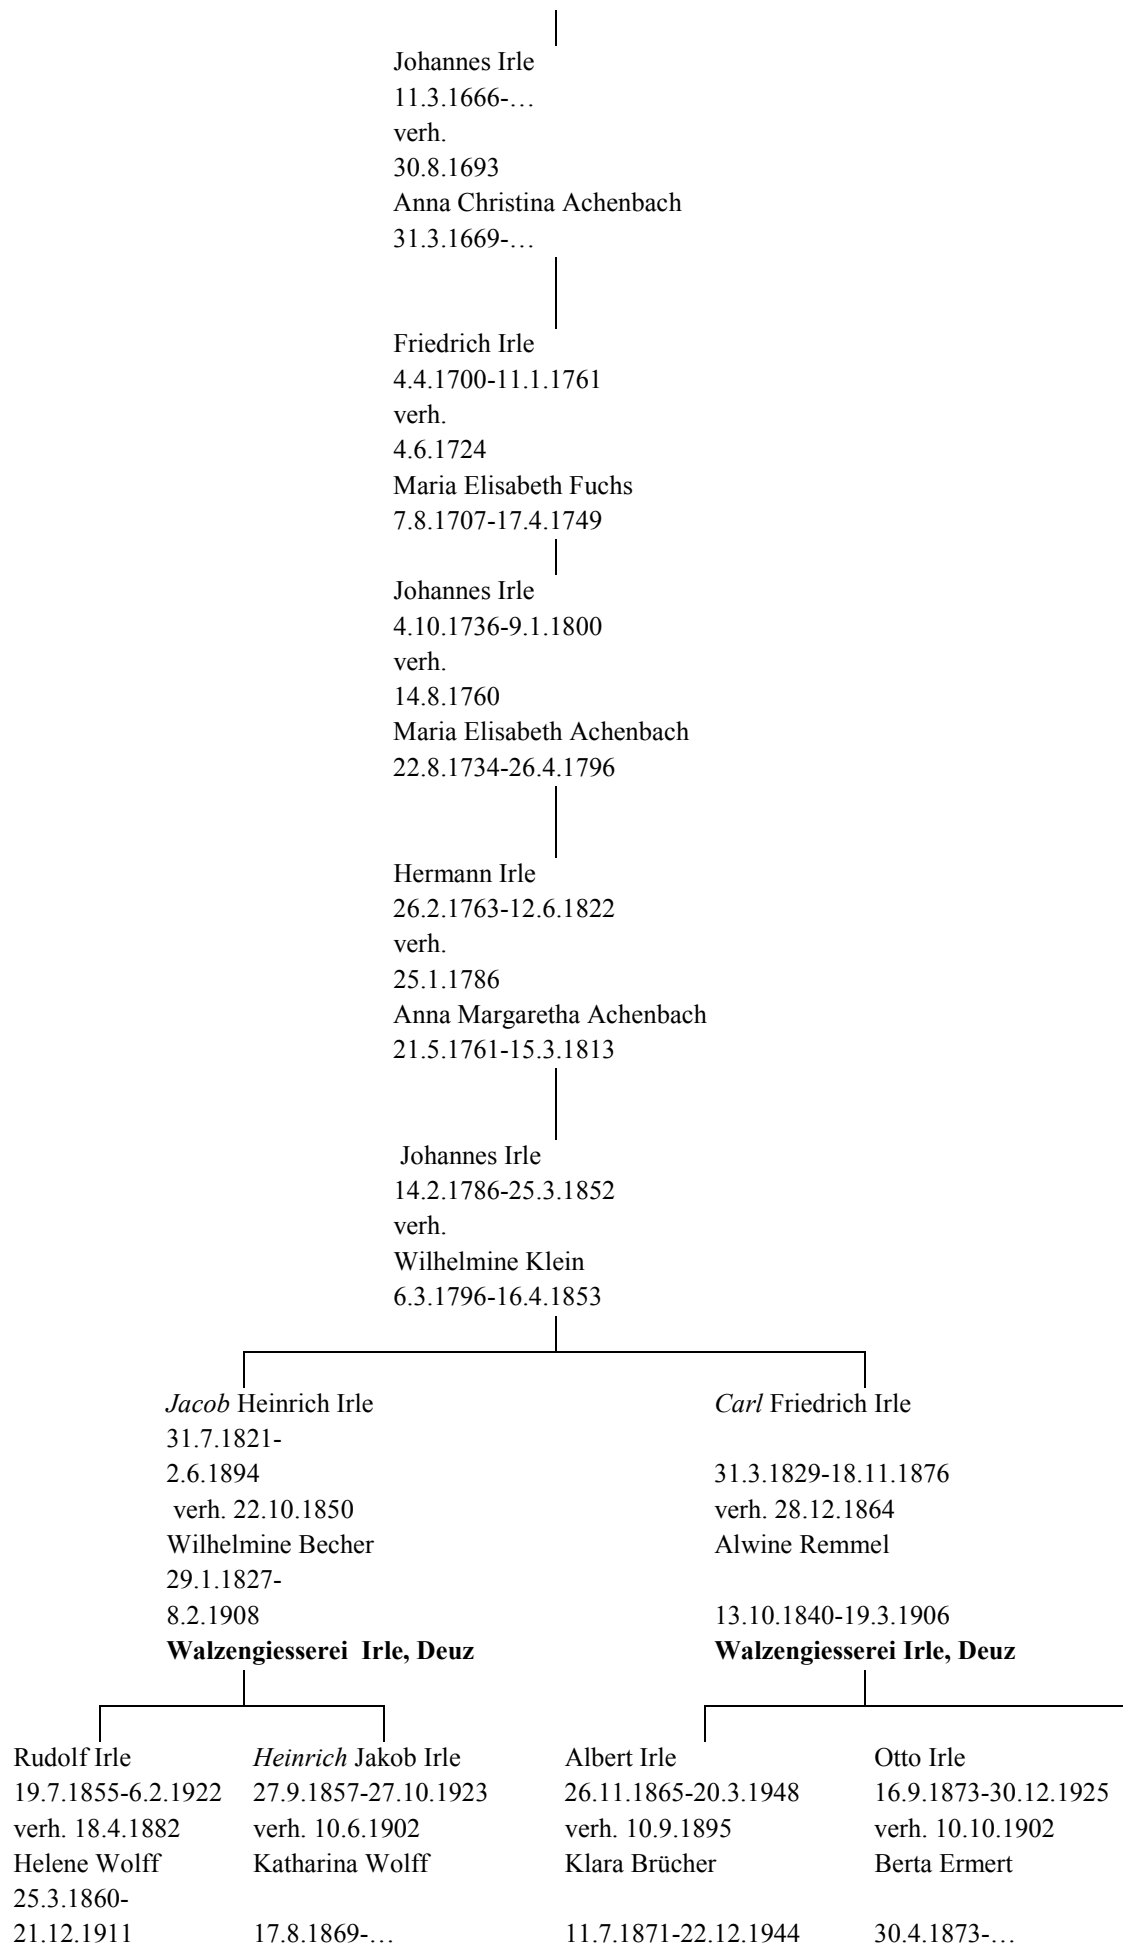 Johannes Irle
11.3.1666-…
verh.
30.8.1693
Anna Christina Achenbach
31.3.1669-…
Friedrich Irle
4.4.1700-11.1.1761
verh.
4.6.1724
Maria Elisabeth Fuchs
7.8.1707-17.4.1749
Johannes Irle
4.10.1736-9.1.1800
verh.
14.8.1760
Maria Elisabeth Achenbach
22.8.1734-26.4.1796
Hermann Irle
26.2.1763-12.6.1822
verh.
25.1.1786
Anna Margaretha Achenbach
21.5.1761-15.3.1813
Johannes Irle
14.2.1786-25.3.1852
verh.
Wilhelmine Klein
6.3.1796-16.4.1853
Jacob Heinrich Irle
31.7.1821-
2.6.1894
verh. 22.10.1850
Wilhelmine Becher
29.1.1827-
8.2.1908
Walzengiesserei Irle, Deuz
Carl Friedrich Irle
31.3.1829-18.11.1876
verh. 28.12.1864
Alwine Remmel
13.10.1840-19.3.1906
Walzengiesserei Irle, Deuz
Rudolf Irle
19.7.1855-6.2.1922
verh. 18.4.1882
Helene Wolff
25.3.1860-
21.12.1911
Heinrich Jakob Irle
27.9.1857-27.10.1923
verh. 10.6.1902
Katharina Wolff
17.8.1869-…
Albert Irle
26.11.1865-20.3.1948
verh. 10.9.1895
Klara Brücher
11.7.1871-22.12.1944
Otto Irle
16.9.1873-30.12.1925
verh. 10.10.1902
Berta Ermert
30.4.1873-…